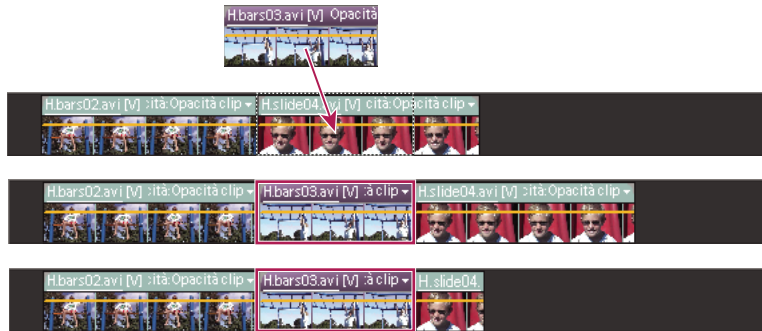 H.bars03.avi [V] Opacità
H.bars02.avi [V] :ità:Opacità clip H.slide04.avi [V] cità:Opacità clip
H.bars02.avi [V] :ità:Opacità clip H.bars03.avi [V] :à clip H.slide04.avi [V] :ità:Opacità clip
H.bars02.avi [V] :ità:Opacità clip H.bars03.avi [V] :à clip H.slide04.